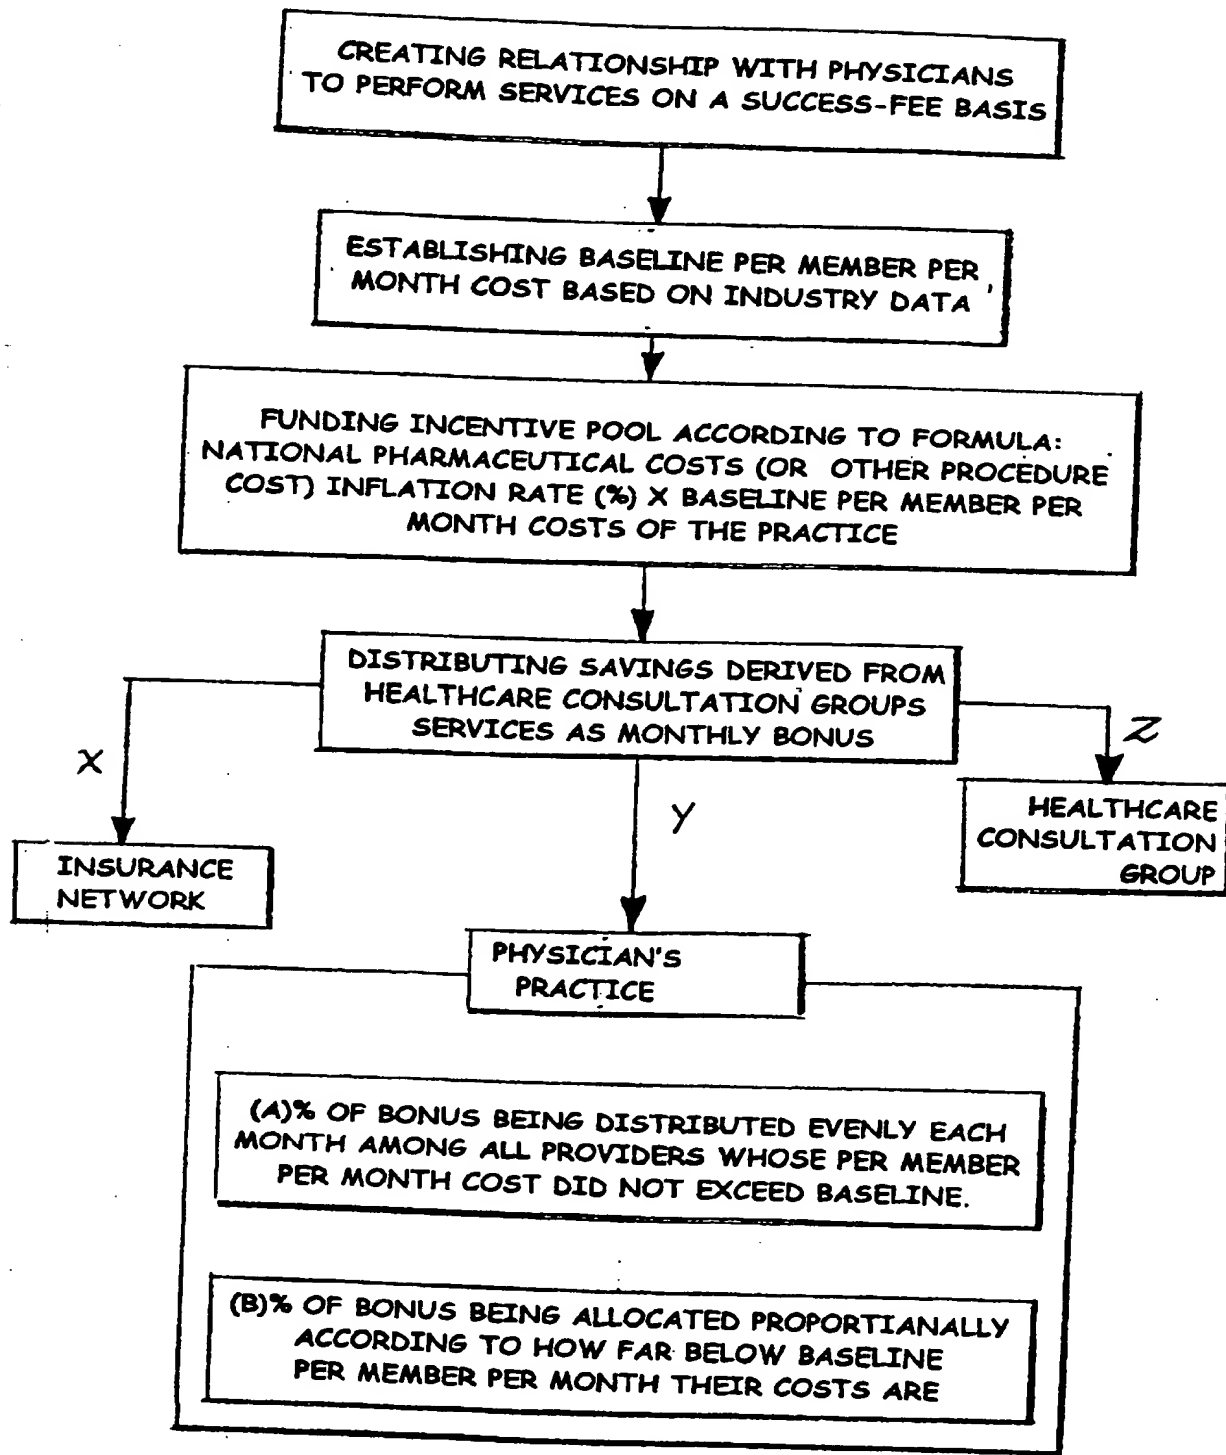 CREATING RELATIONSHIP WITH PHYSICIANS
TO PERFORM SERVICES ON A SUCCESS-FEE BASIS
ESTABLISHING BASELINE PER MEMBER PER
MONTH COST BASED ON INDUSTRY DATA
FUNDING INCENTIVE POOL ACCORDING TO FORMULA:
NATIONAL PHARMACEUTICAL COSTS (OR OTHER PROCEDURE
COST) INFLATION RATE (%) X BASELINE PER MEMBER PER
MONTH COSTS OF THE PRACTICE
DISTRIBUTING SAVINGS DERIVED FROM
HEALTHCARE CONSULTATION GROUPS
SERVICES AS MONTHLY BONUS
X
Y
Z
INSURANCE
NETWORK
HEALTHCARE
CONSULTATION
GROUP
PHYSICIAN'S
PRACTICE
(A)% OF BONUS BEING DISTRIBUTED EVENLY EACH
MONTH AMONG ALL PROVIDERS WHOSE PER MEMBER
PER MONTH COST DID NOT EXCEED BASELINE.
(B)% OF BONUS BEING ALLOCATED PROPORTIANALLY
ACCORDING TO HOW FAR BELOW BASELINE
PER MEMBER PER MONTH THEIR COSTS ARE